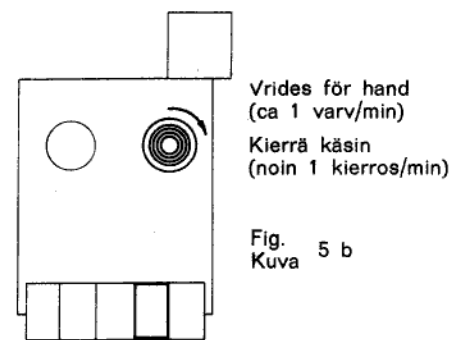 Vrides för hand
(ca 1 varv/min)
Kierrä käsin
(noin 1 kierros/min)
Fig.
Kuva 5 b